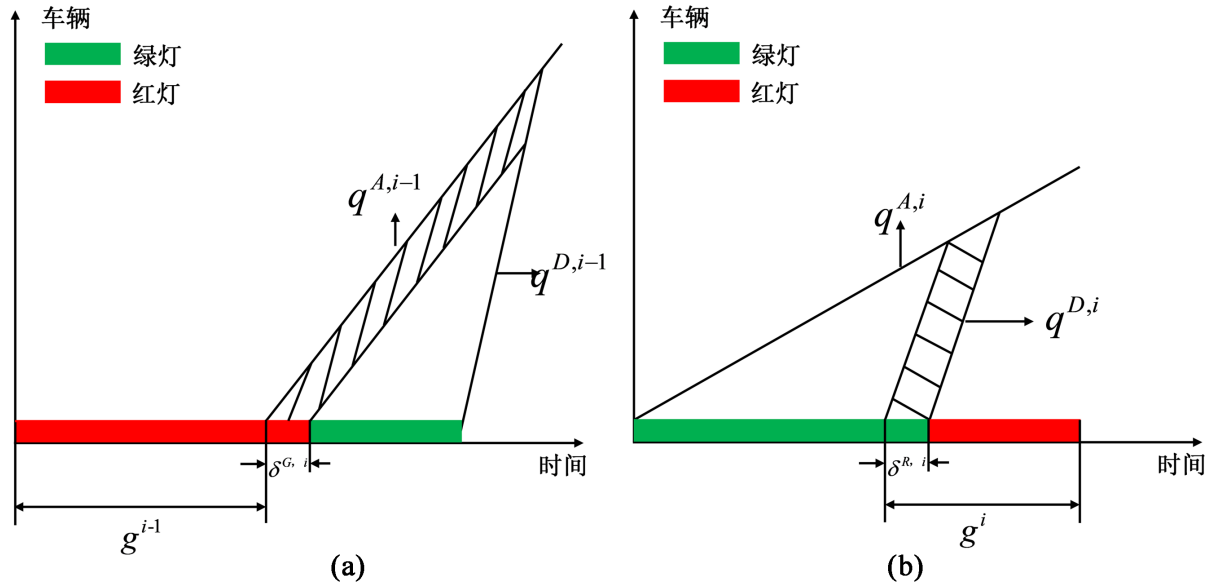 车辆
绿灯
红灯
q^{A,i-1}
q^{D,i-1}
时间
δ^{G, i}
g^{i-1}
(a)
车辆
绿灯
红灯
q^{A,i}
q^{D,i}
时间
δ^{R, i}
g^{i}
(b)